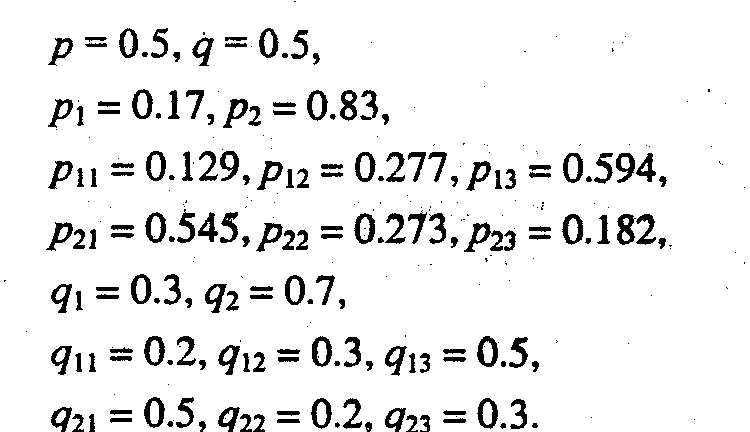 p = 0.5, q = 0.5,
p₁ = 0.17, p₂ = 0.83,
p₁₁ = 0.129, p₁₂ = 0.277, p₁₃ = 0.594,
p₂₁ = 0.545, p₂₂ = 0.273, p₂₃ = 0.182,
q₁ = 0.3, q₂ = 0.7,
q₁₁ = 0.2, q₁₂ = 0.3, q₁₃ = 0.5,
q₂₁ = 0.5, q₂₂ = 0.2, q₂₃ = 0.3.